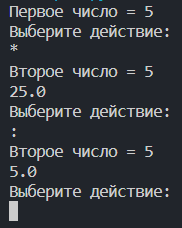 Первое число = 5
Выберите действие:
*
Второе число = 5
25.0
Выберите действие:
:
Второе число = 5
5.0
Выберите действие: